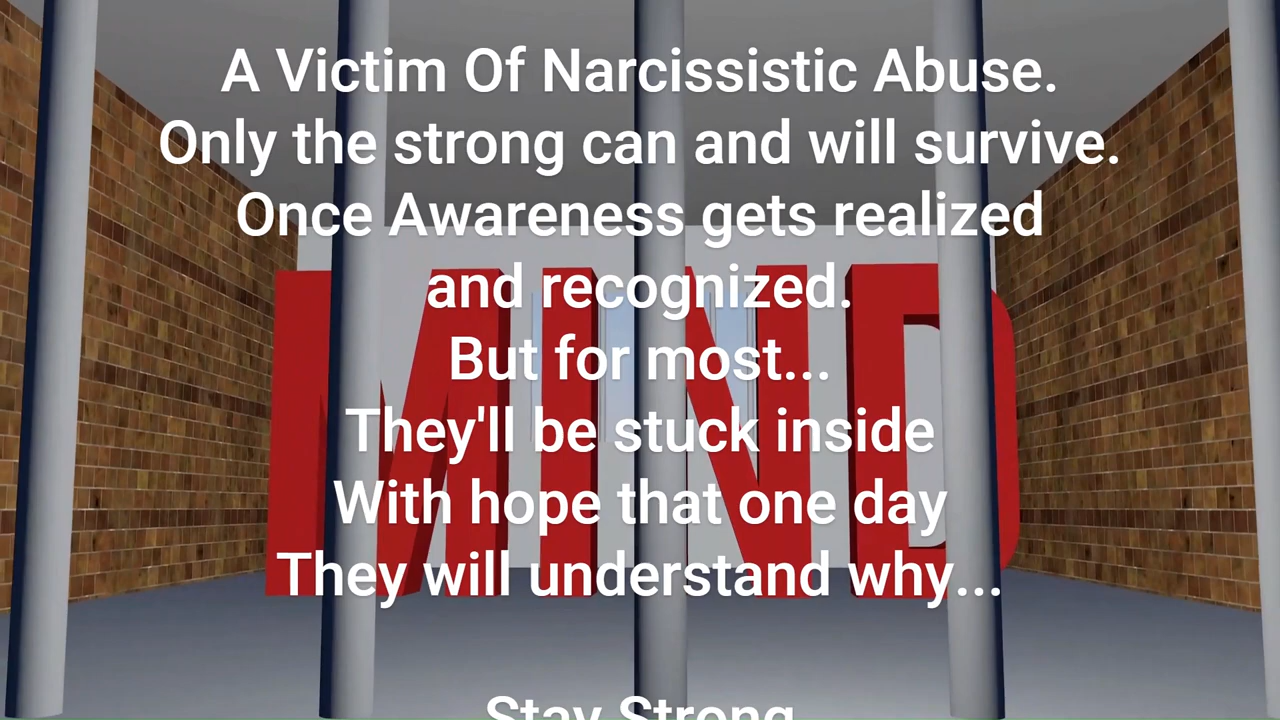 A Victim Of Narcissistic Abuse.
Only the strong can and will survive.
Once Awareness gets realized
and recognized.
But for most...
They'll be stuck inside
With hope that one day
They will understand why...
Stay Strong
MIND